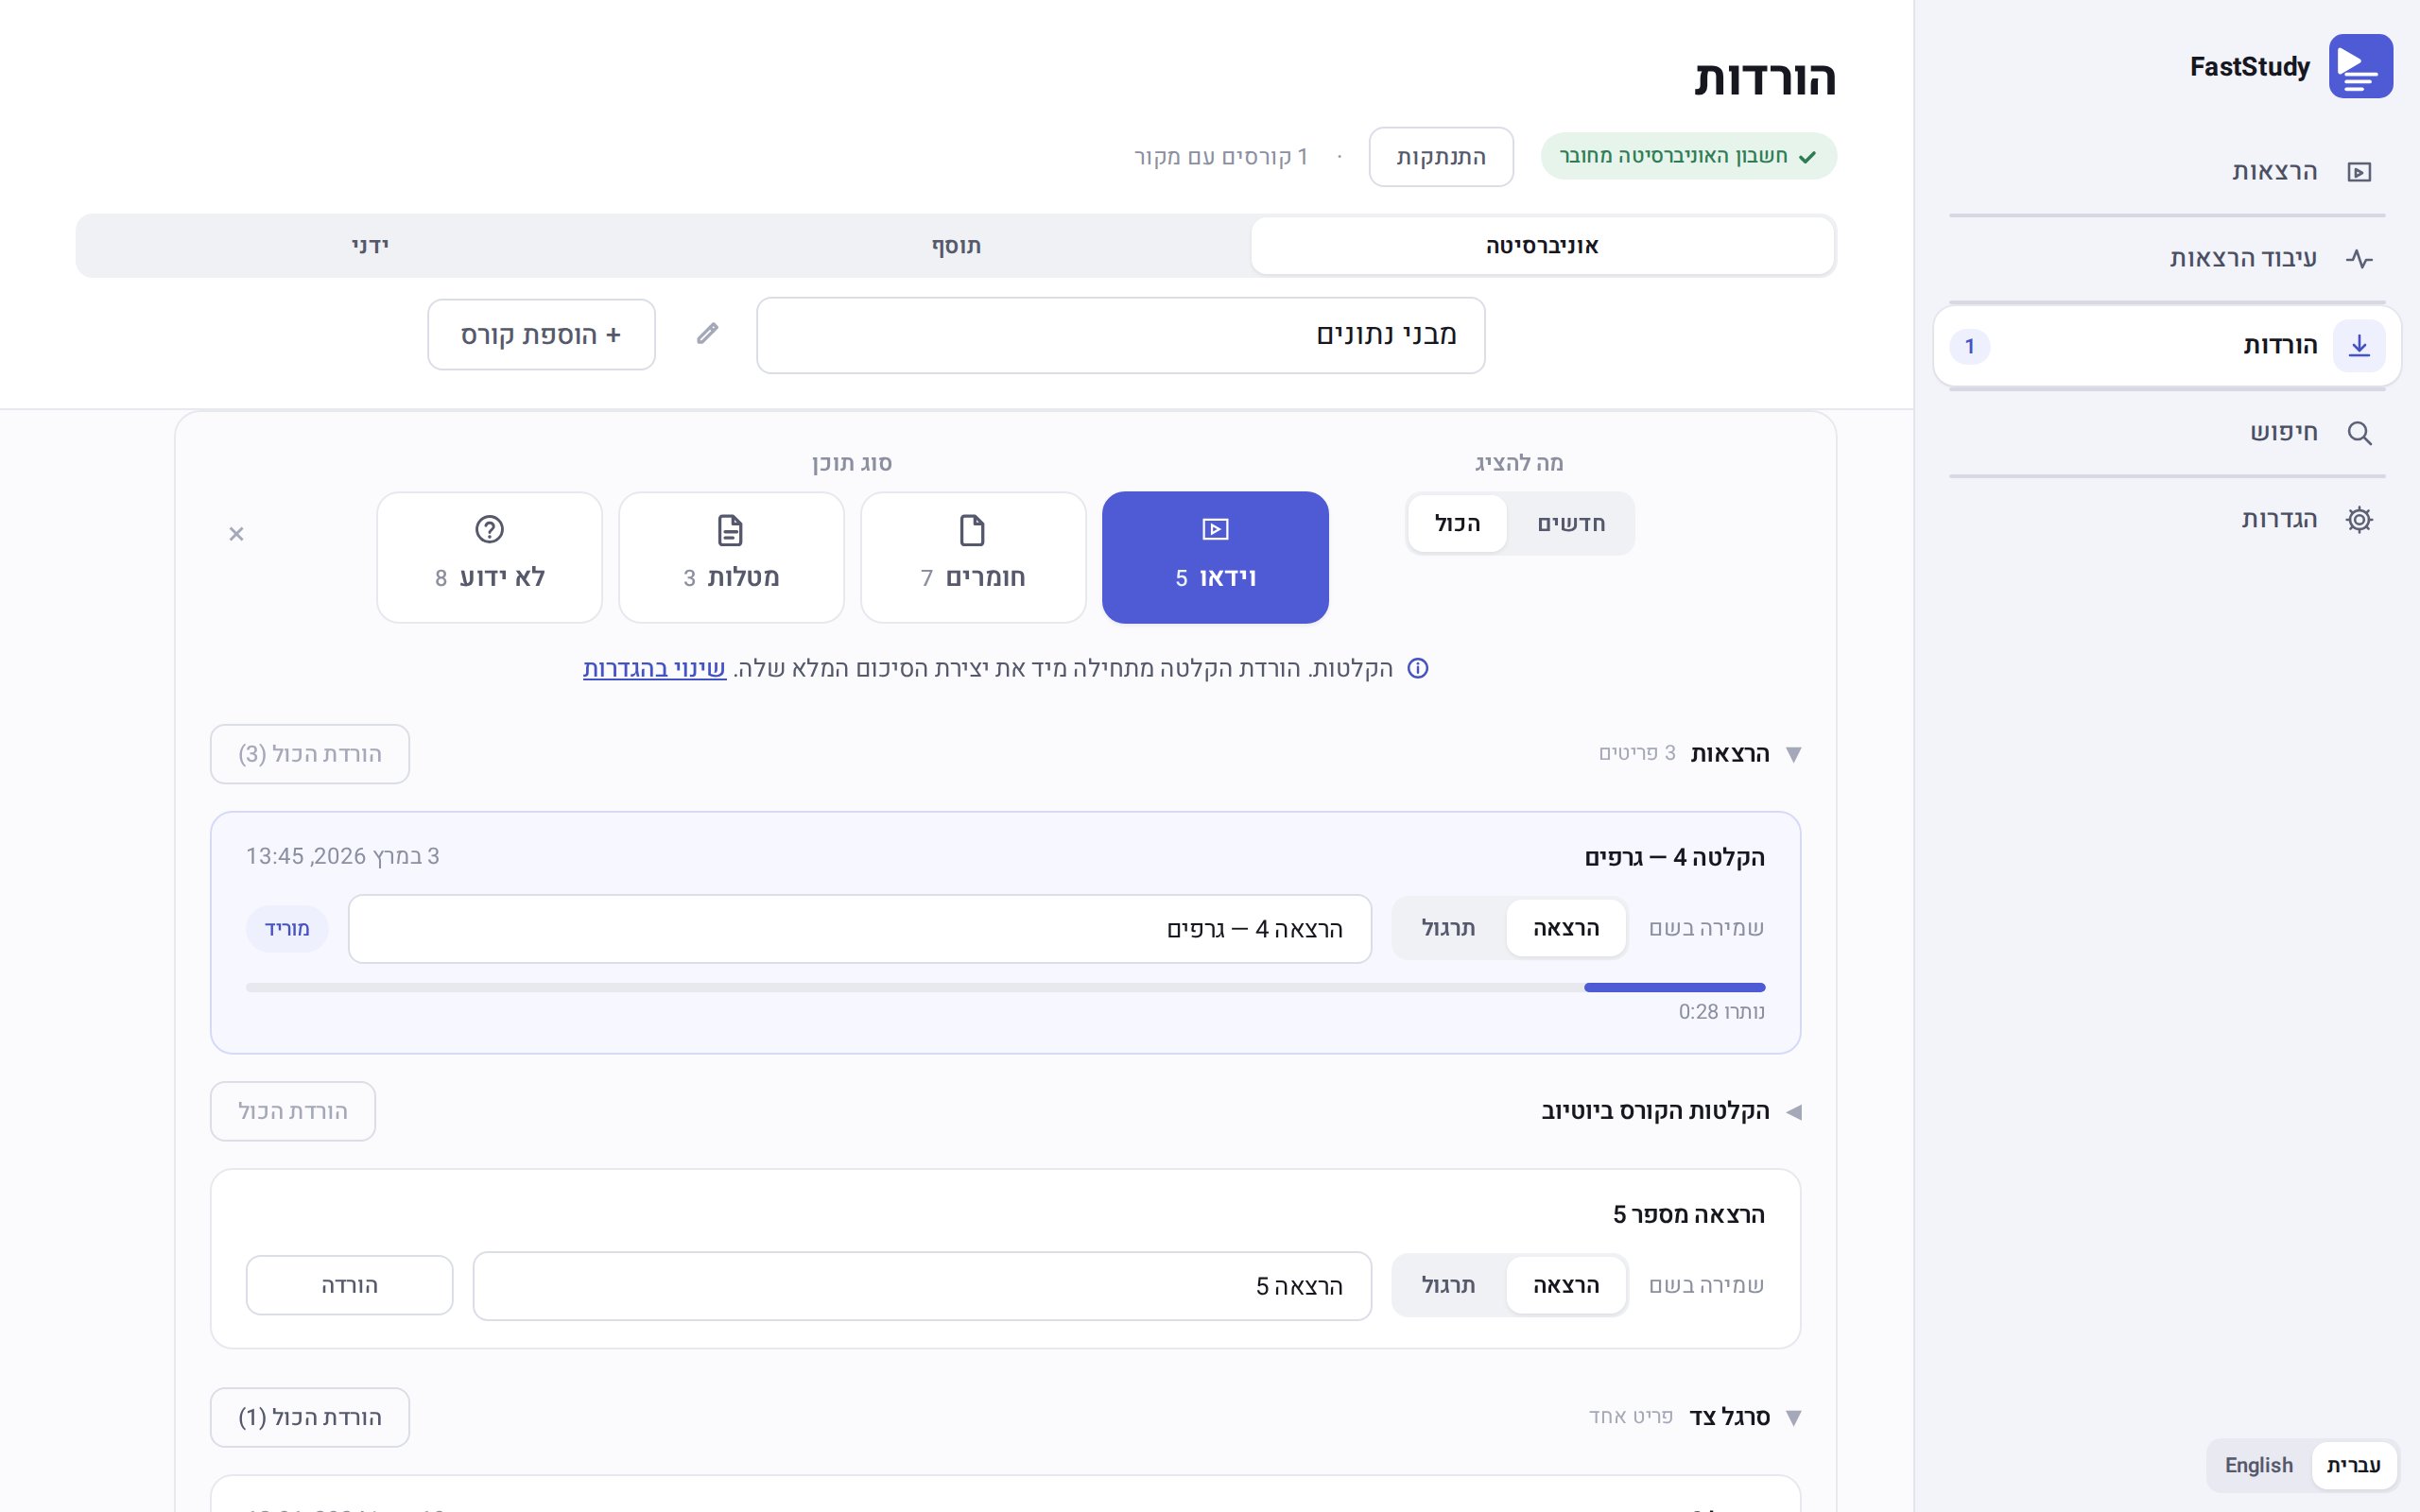 FastStudy
הרצאות
עיבוד הרצאות
הורדות 1
חיפוש
הגדרות
עברית English
הורדות
חשבון האוניברסיטה מחובר התנתקות · 1 קורסים עם מקור
אוניברסיטה תוסף ידני
מבני נתונים + הוספת קורס
מה להציג סוג תוכן
חדשים הכול
וידאו 5 חומרים 7 מטלות 3 לא ידוע 8 ×
הקלטות. הורדת הקלטה מתחילה מיד את יצירת הסיכום המלא שלה. שינוי בהגדרות
הרצאות 3 פריטים הורדת הכול (3)
הקלטה 4 — גרפים 3 במרץ 2026, 13:45
שמירה בשם הרצאה תרגול הרצאה 4 — גרפים מוריד
נותרו 0:28
הקלטות הקורס ביוטיוב הורדת הכול
הרצאה מספר 5
שמירה בשם הרצאה תרגול הרצאה 5 הורדה
סרגל צד פריט אחד הורדת הכול (1)